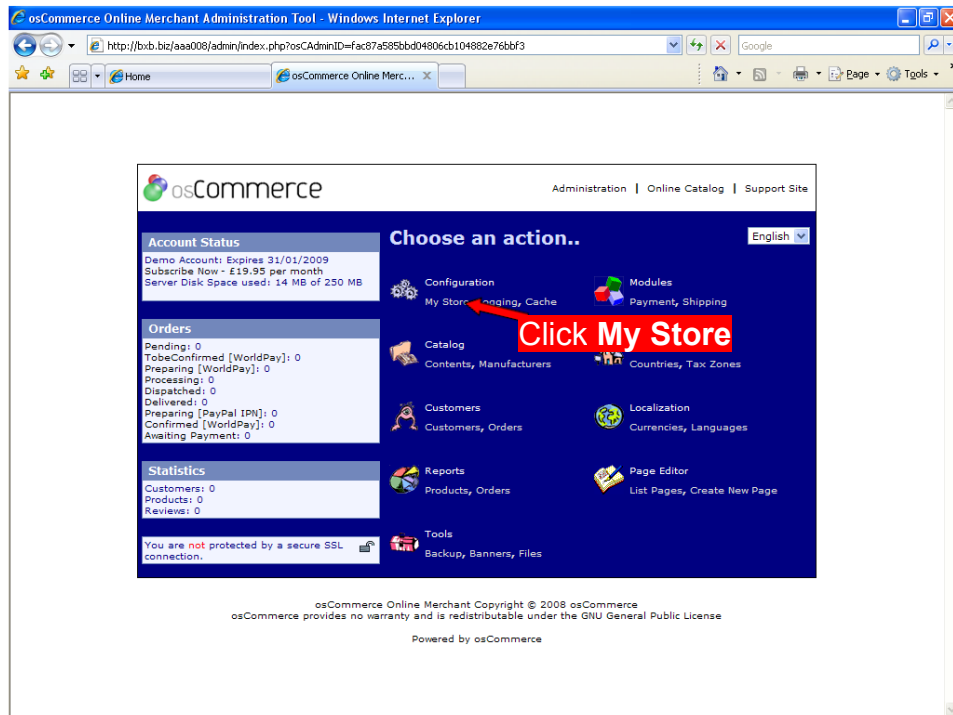 osCommerce Online Merchant Administration Tool - Windows Internet Explorer
http://bxb.biz/aaa008/admin/index.php?osCAdminID=fac87a585bbd04806cb104882e76bbf3
Google
Home
osCommerce Online Merc...
Page
Tools
osCommerce
Administration | Online Catalog | Support Site
Choose an action..
English
Account Status
Demo Account: Expires 31/01/2009
Subscribe Now - £19.95 per month
Server Disk Space used: 14 MB of 250 MB
Orders
Pending: 0
TobeConfirmed [WorldPay]: 0
Preparing [WorldPay]: 0
Processing: 0
Dispatched: 0
Delivered: 0
Preparing [PayPal IPN]: 0
Confirmed [WorldPay]: 0
Awaiting Payment: 0
Statistics
Customers: 0
Products: 0
Reviews: 0
You are not protected by a secure SSL
connection.
Configuration
My Store, Logging, Cache
Modules
Payment, Shipping
Click My Store
Catalog
Contents, Manufacturers
Countries, Tax Zones
Customers
Customers, Orders
Localization
Currencies, Languages
Reports
Products, Orders
Page Editor
List Pages, Create New Page
Tools
Backup, Banners, Files
osCommerce Online Merchant Copyright © 2008 osCommerce
osCommerce provides no warranty and is redistributable under the GNU General Public License
Powered by osCommerce